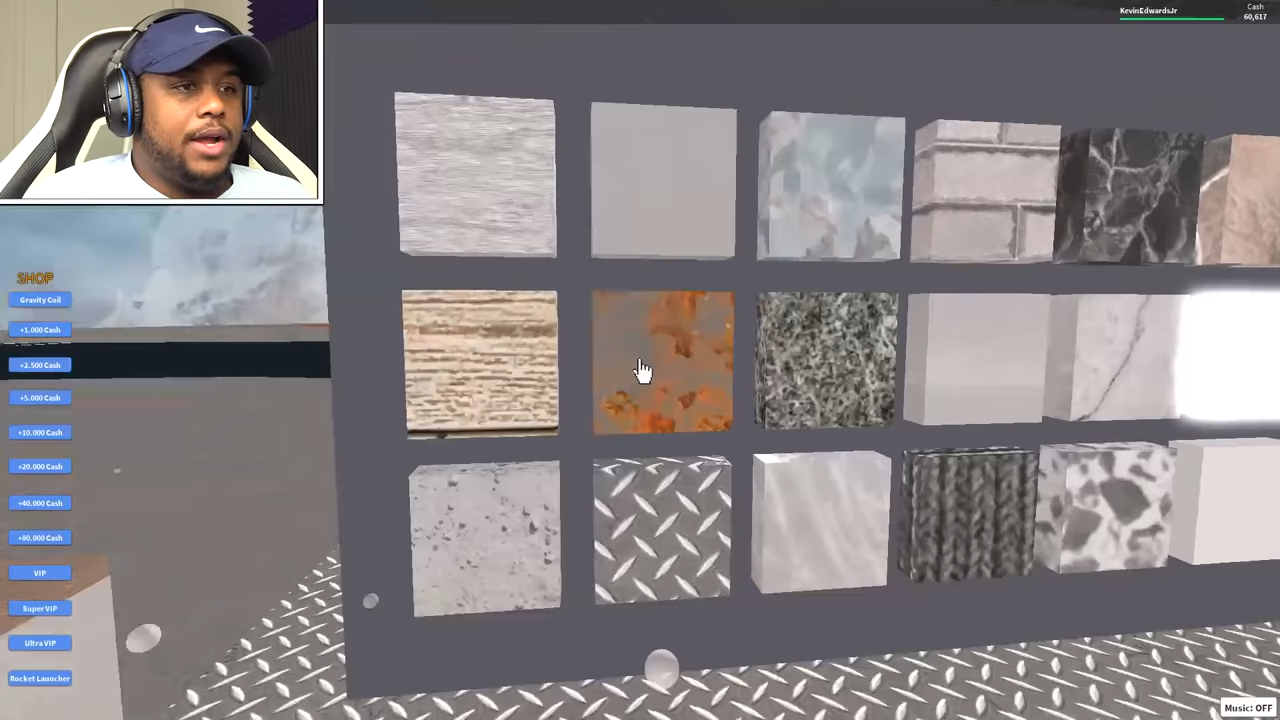 KevinEdwardsJr
Cash
60,617
SHOP
Gravity Coil
+1.000 Cash
+2.500 Cash
+5.000 Cash
+10.000 Cash
+20.000 Cash
+40.000 Cash
+80.000 Cash
VIP
Super VIP
Ultra VIP
Rocket Launcher
Music: OFF